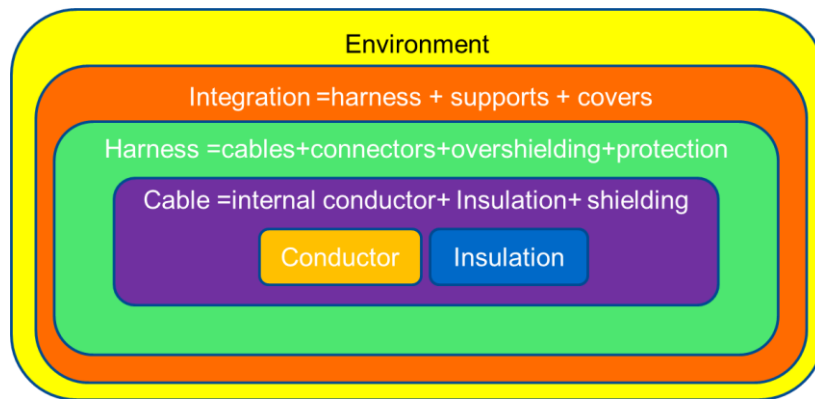 Environment
Integration =harness + supports + covers
Harness =cables+connectors+overshielding+protection
Cable =internal conductor+ Insulation+ shielding
Conductor
Insulation